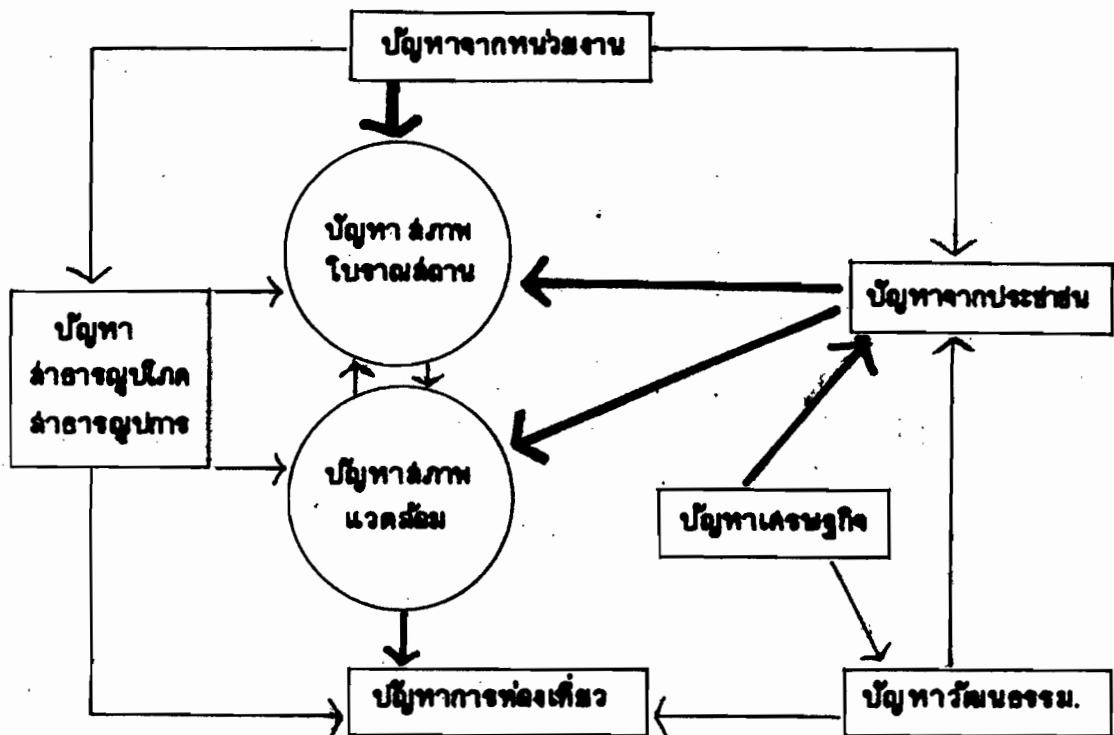 ปัญหาจากหน่วยงาน
ปัญหา สภาพ
โบราณสถาน
ปัญหาจากประชาชน
ปัญหา
สาธารณูปโภค
สาธารณูปการ
ปัญหาสภาพ
แวดล้อม
ปัญหาเศรษฐกิจ
ปัญหาการท่องเที่ยว
ปัญหาวัฒนธรรม.